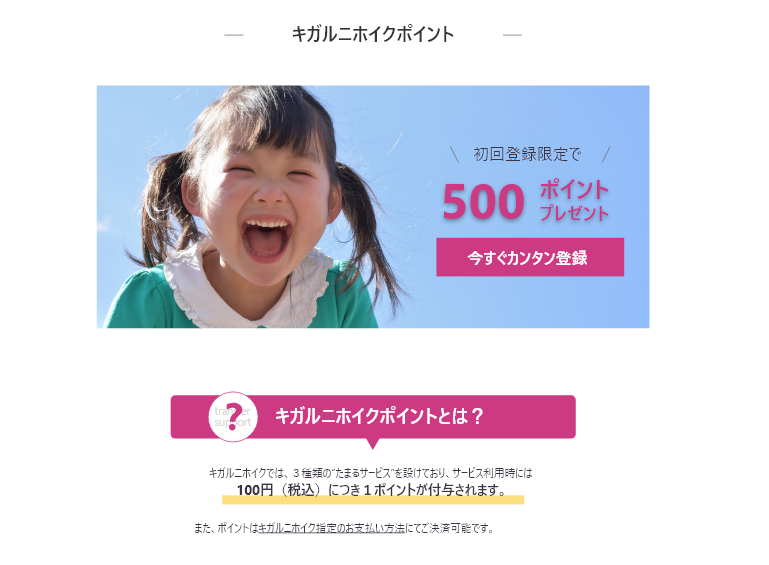 キガルニホイクポイント
初回登録限定で
500 ポイント
プレゼント
今すぐカンタン登録
?
キガルニホイクポイントとは？
キガルニホイクでは、３種類の“たまるサービス”を設けており、サービス利用時には
100円（税込）につき１ポイントが付与されます。
また、ポイントはキガルニホイク指定のお支払い方法にてご決済可能です。